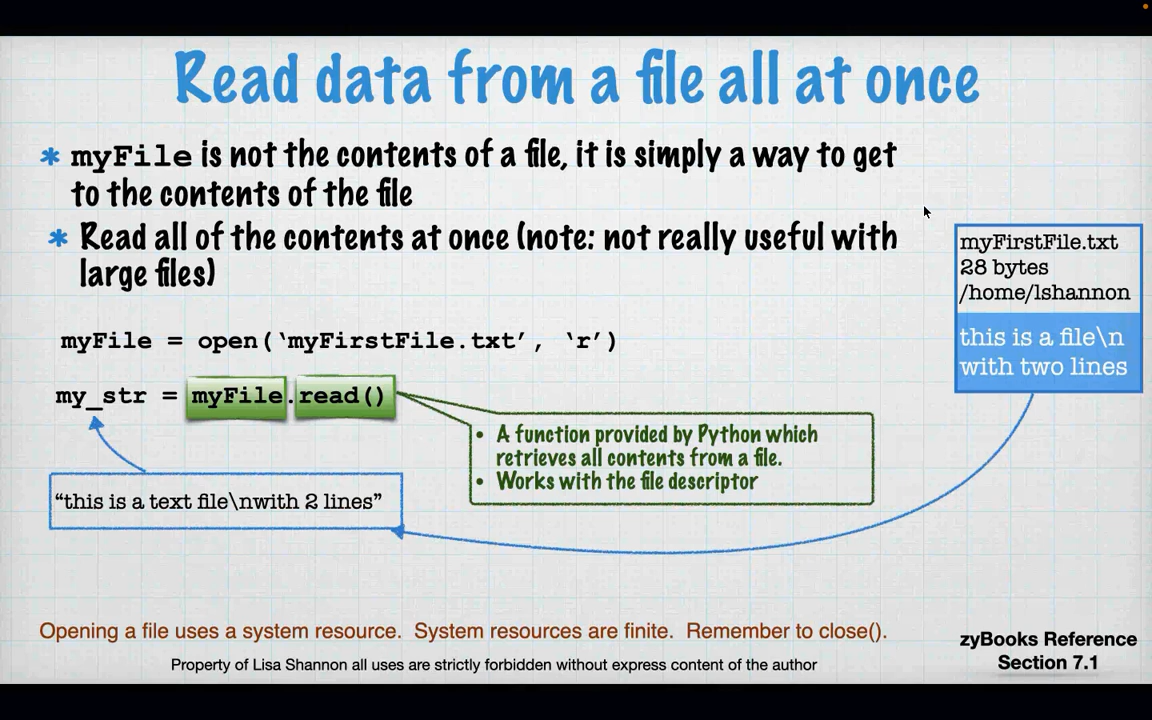 Read data from a file all at once
* myFile is not the contents of a file, it is simply a way to get
to the contents of the file
* Read all of the contents at once (note: not really useful with
large files)
myFirstFile.txt
28 bytes
/home/lshannon
this is a file\n
with two lines
myFile = open(‘myFirstFile.txt’, ‘r’)
my_str = myFile.read()
• A function provided by Python which
retrieves all contents from a file.
• Works with the file descriptor
“this is a text file\nwith 2 lines”
Opening a file uses a system resource. System resources are finite. Remember to close().
Property of Lisa Shannon all uses are strictly forbidden without express content of the author
zyBooks Reference
Section 7.1